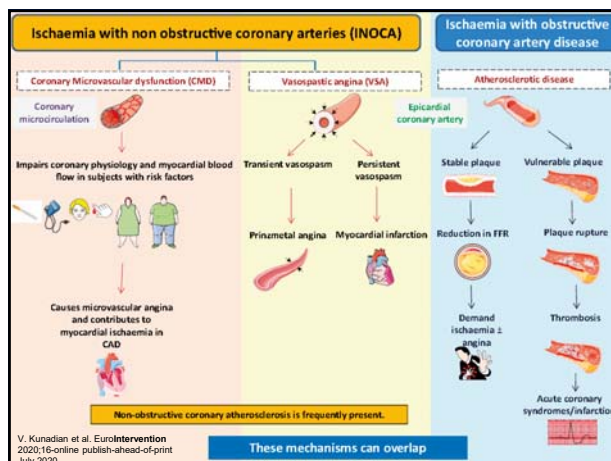 Ischaemia with non obstructive coronary arteries (INOCA)
Ischaemia with obstructive
coronary artery disease
Coronary Microvascular dysfunction (CMD)
Vasospastic angina (VSA)
Atherosclerotic disease
Coronary
microcirculation
Epicardial
coronary artery
Impairs coronary physiology and myocardial blood
flow in subjects with risk factors
Transient vasospasm
Persistent
vasospasm
Stable plaque
Vulnerable plaque
Prinzmetal angina
Myocardial infarction
Reduction in FFR
Plaque rupture
Causes microvascular angina
and contributes to
myocardial ischaemia in
CAD
Demand
ischaemia ±
angina
Thrombosis
Acute coronary
syndromes/infarction
Non-obstructive coronary atherosclerosis is frequently present.
V. Kunadian et al. EuroIntervention
2020;16-online publish-ahead-of-print
July 2020
These mechanisms can overlap